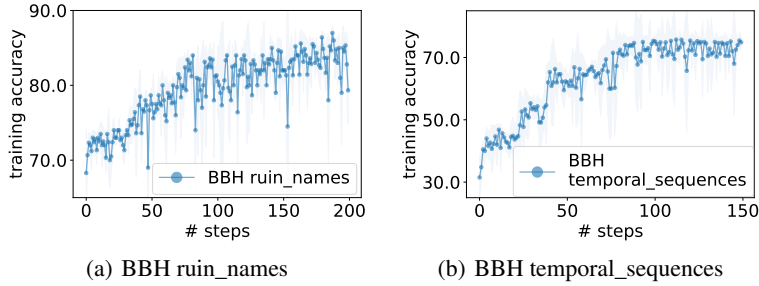 90.0
80.0
70.0
training accuracy
BBH ruin_names
0 50 100 150 200
# steps
(a) BBH ruin_names
70.0
50.0
30.0
training accuracy
BBH
temporal_sequences
0 50 100 150
# steps
(b) BBH temporal_sequences